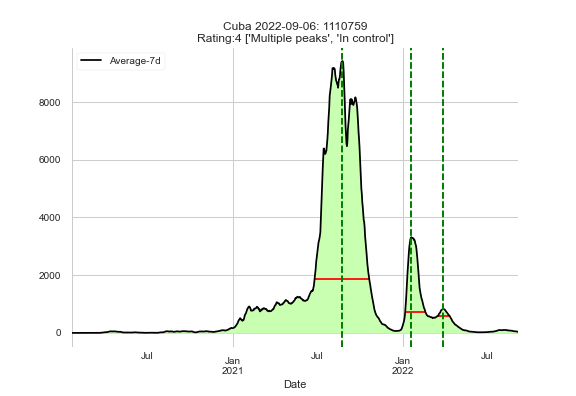 Cuba 2022-09-06: 1110759
Rating:4 ['Multiple peaks', 'In control']
Average-7d
8000
6000
4000
2000
0
Jul
Jan
2021
Jul
Jan
2022
Jul
Date